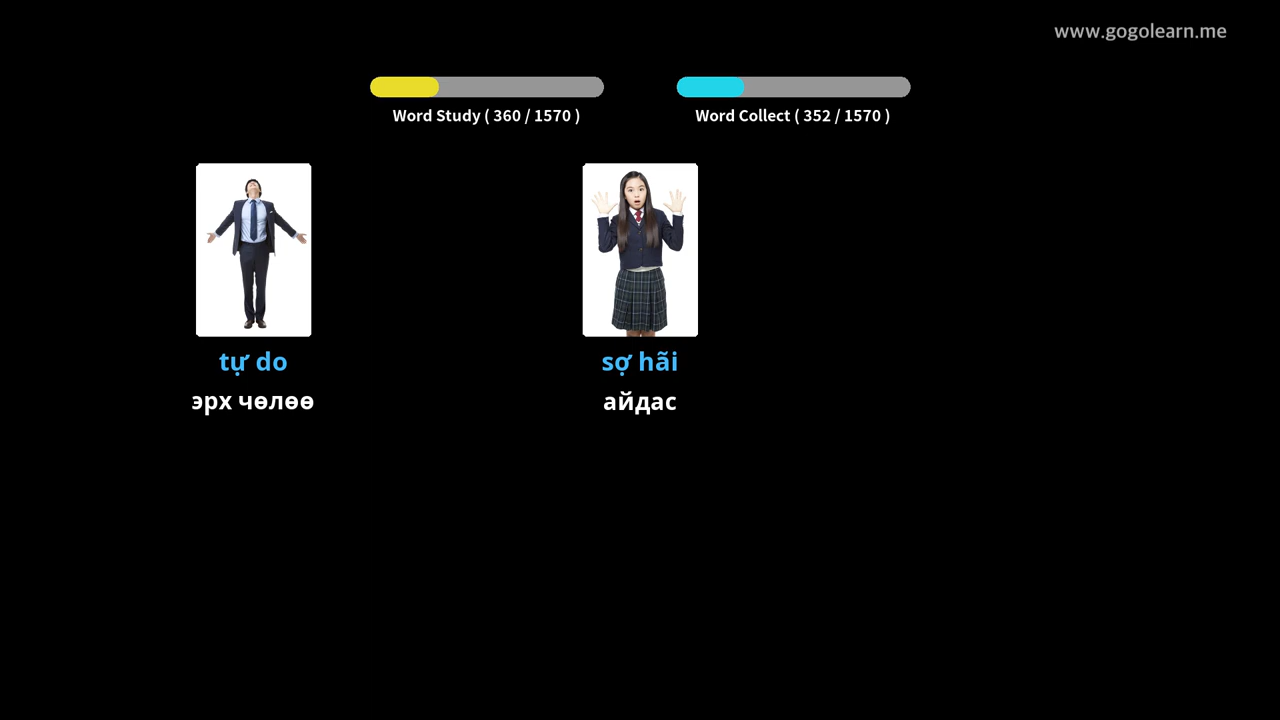 www.gogolearn.me
Word Study ( 360 / 1570 )
Word Collect ( 352 / 1570 )
tự do
sợ hãi
эрх чөлөө
айдас